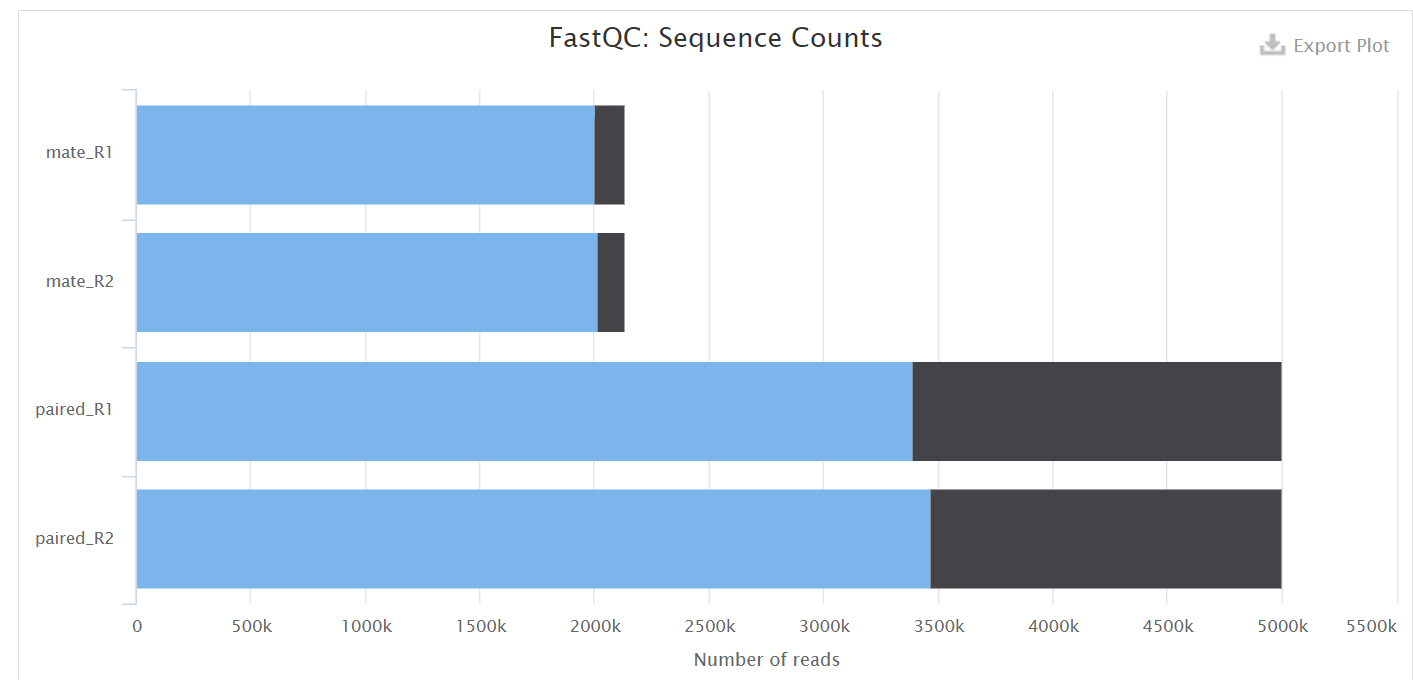 FastQC: Sequence Counts
Export Plot
mate_R1
mate_R2
paired_R1
paired_R2
0 500k 1000k 1500k 2000k 2500k 3000k 3500k 4000k 4500k 5000k 5500k
Number of reads